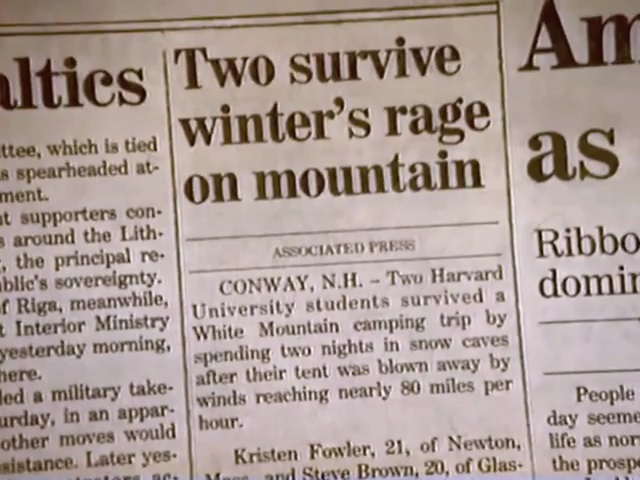 altics
ttee, which is tied
s spearheaded at-
ment.
at supporters con-
s around the Lith-
, the principal re-
ublic's sovereignty.
of Riga, meanwhile,
t Interior Ministry
yesterday morning,
here.
led a military take-
urday, in an appar-
other moves would
sistance. Later yes-
Two survive
winter's rage
on mountain
ASSOCIATED PRESS
CONWAY, N.H. – Two Harvard
University students survived a
White Mountain camping trip by
spending two nights in snow caves
after their tent was blown away by
winds reaching nearly 80 miles per
hour.
Kristen Fowler, 21, of Newton,
Mass., and Steve Brown, 20, of Glas-
Am
as
Ribbo
domin
People
day seeme
life as nor
the prospe